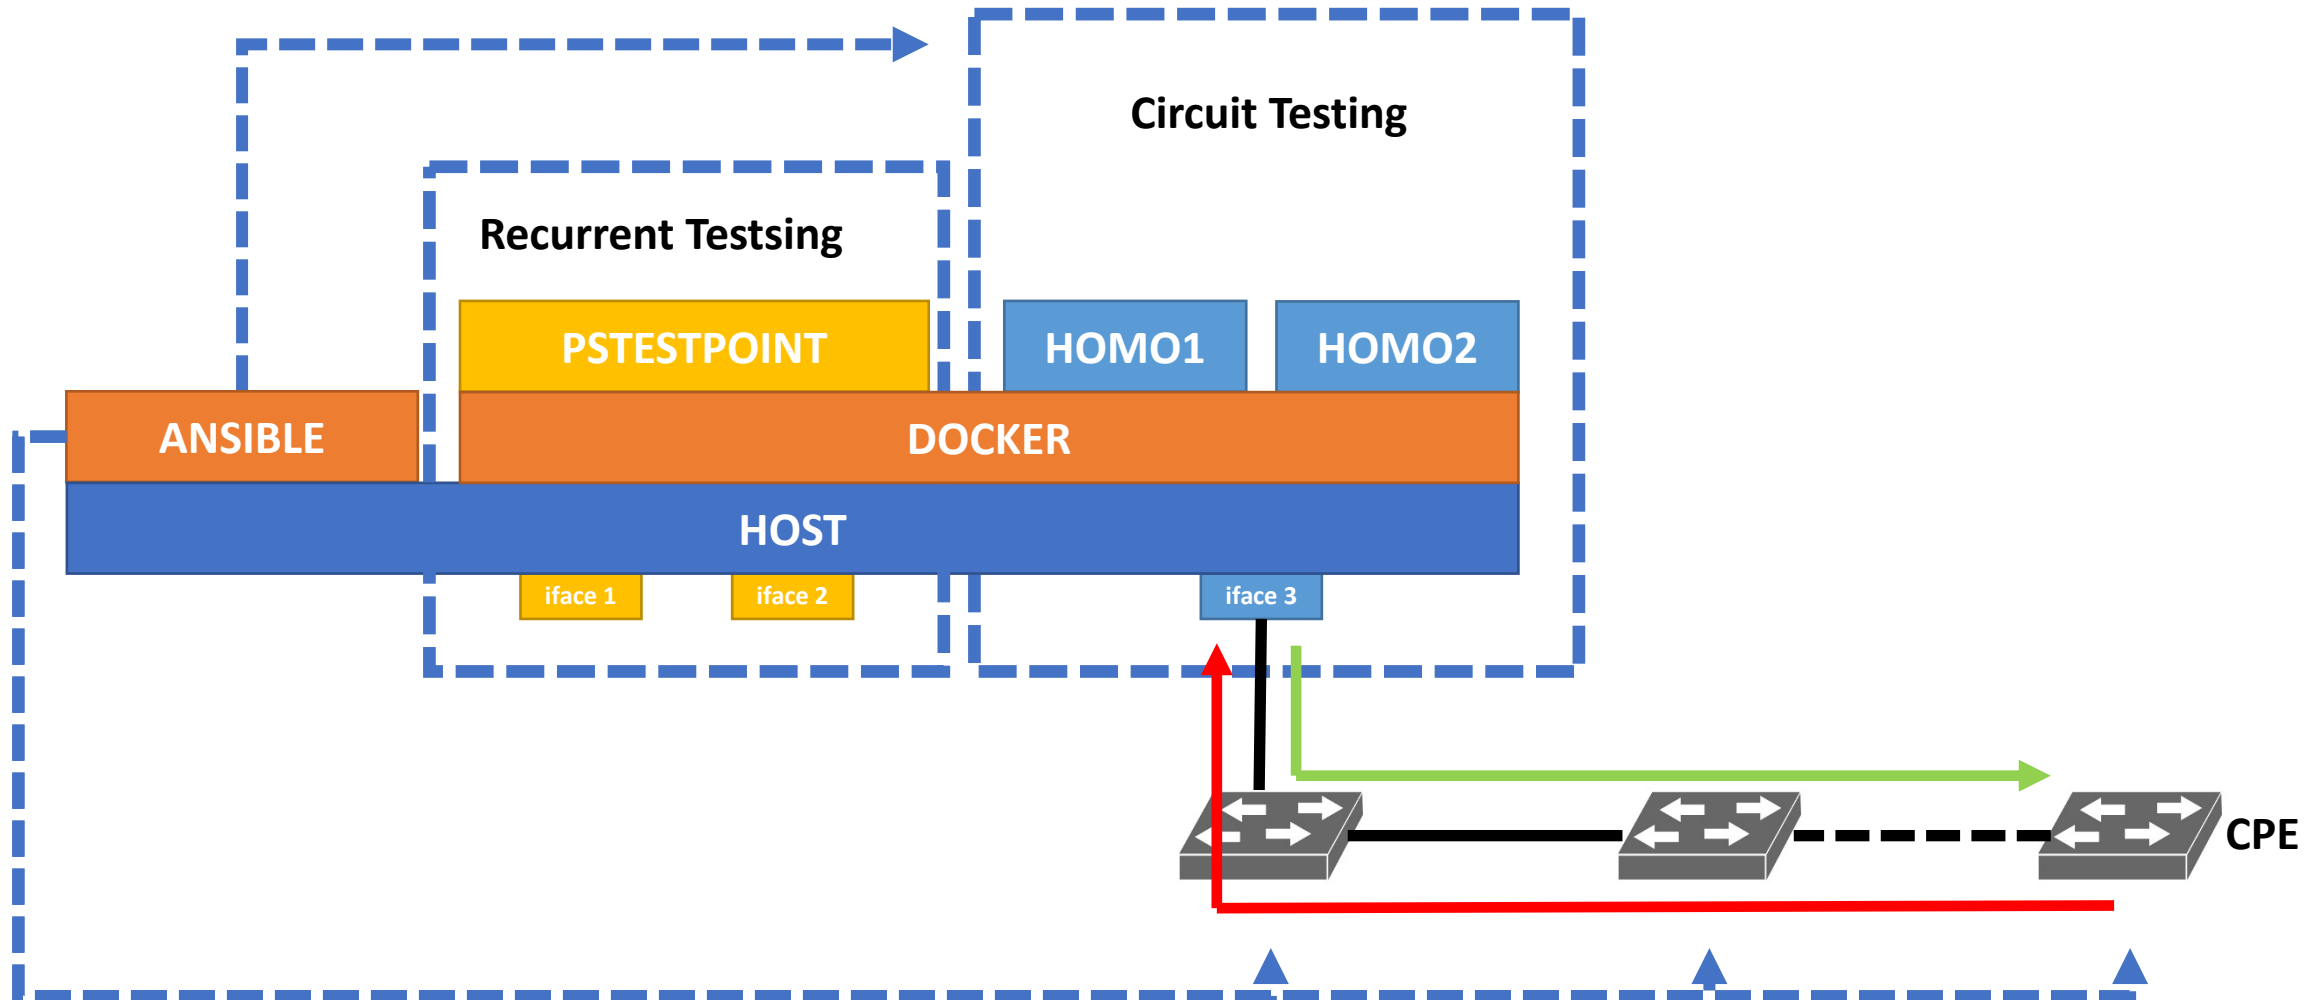 Circuit Testing
Recurrent Testsing
PSTESTPOINT
HOMO1
HOMO2
ANSIBLE
DOCKER
HOST
iface 1
iface 2
iface 3
CPE